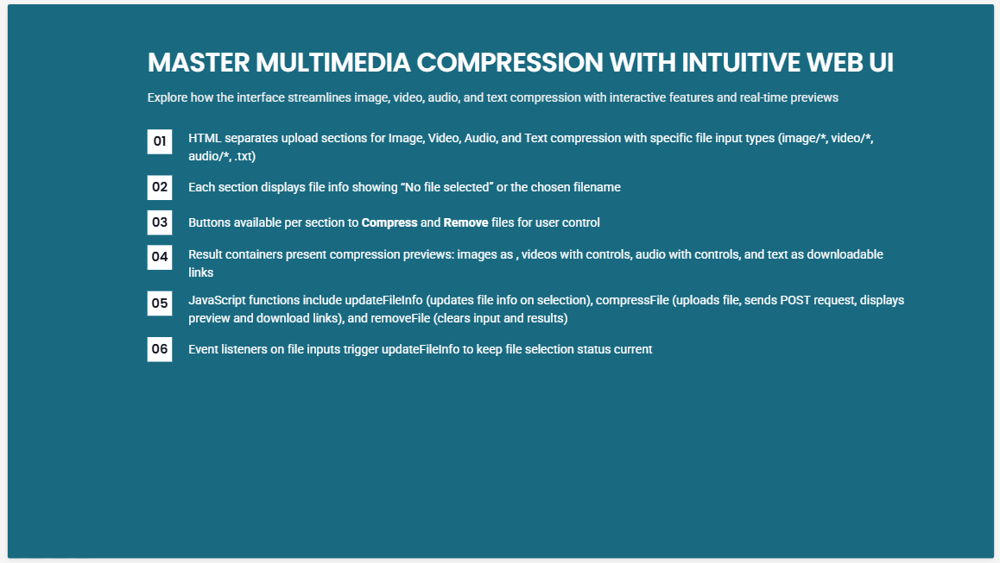 MASTER MULTIMEDIA COMPRESSION WITH INTUITIVE WEB UI
Explore how the interface streamlines image, video, audio, and text compression with interactive features and real-time previews
01 HTML separates upload sections for Image, Video, Audio, and Text compression with specific file input types (image/*, video/*,
audio/*, .txt)
02 Each section displays file info showing “No file selected” or the chosen filename
03 Buttons available per section to Compress and Remove files for user control
04 Result containers present compression previews: images as , videos with controls, audio with controls, and text as downloadable
links
05 JavaScript functions include updateFileInfo (updates file info on selection), compressFile (uploads file, sends POST request, displays
preview and download links), and removeFile (clears input and results)
06 Event listeners on file inputs trigger updateFileInfo to keep file selection status current